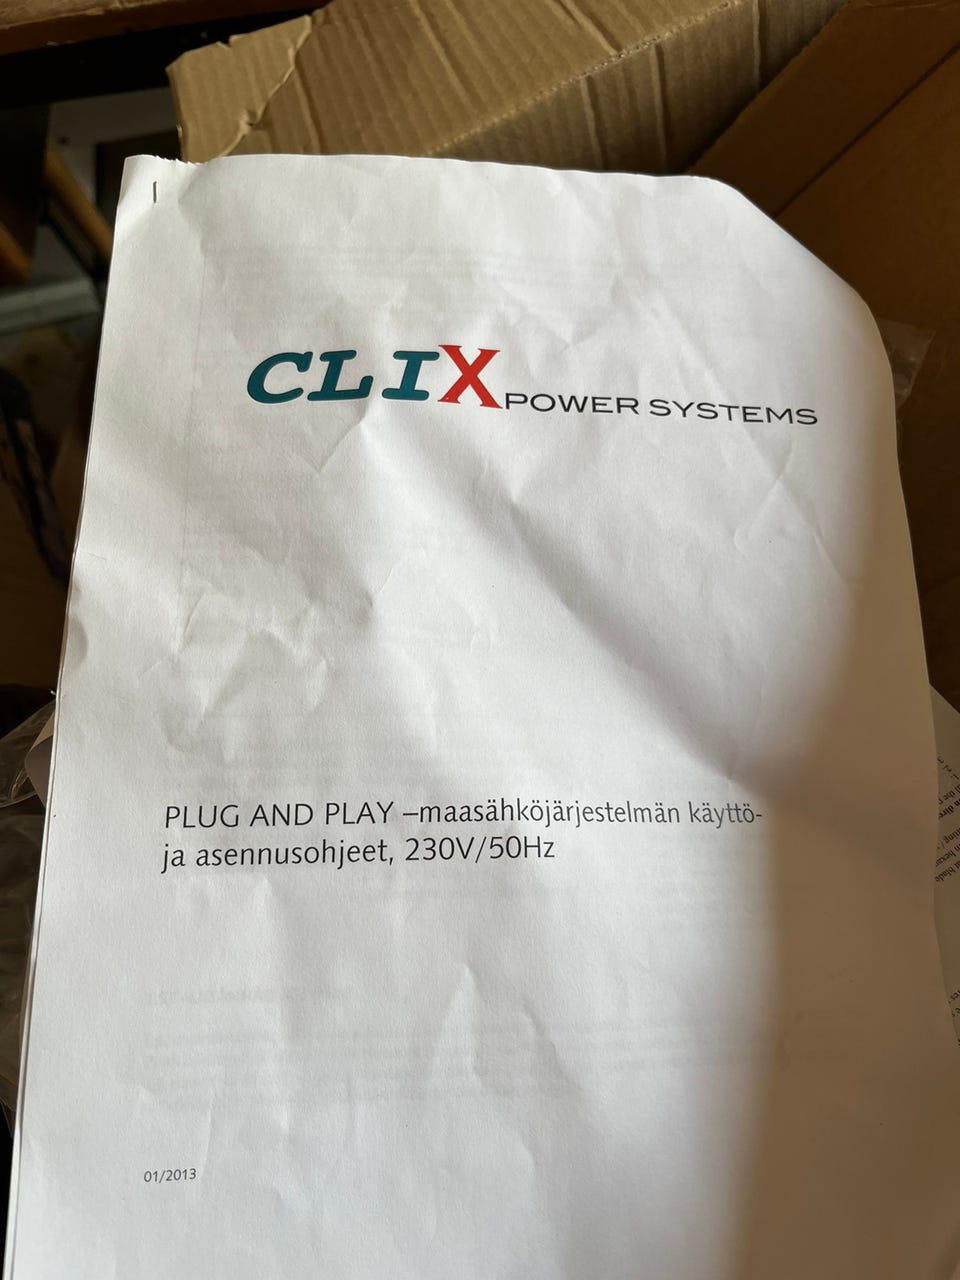 CLIX POWER SYSTEMS
PLUG AND PLAY –maasähköjärjestelmän käyttö-
ja asennusohjeet, 230V/50Hz
01/2013